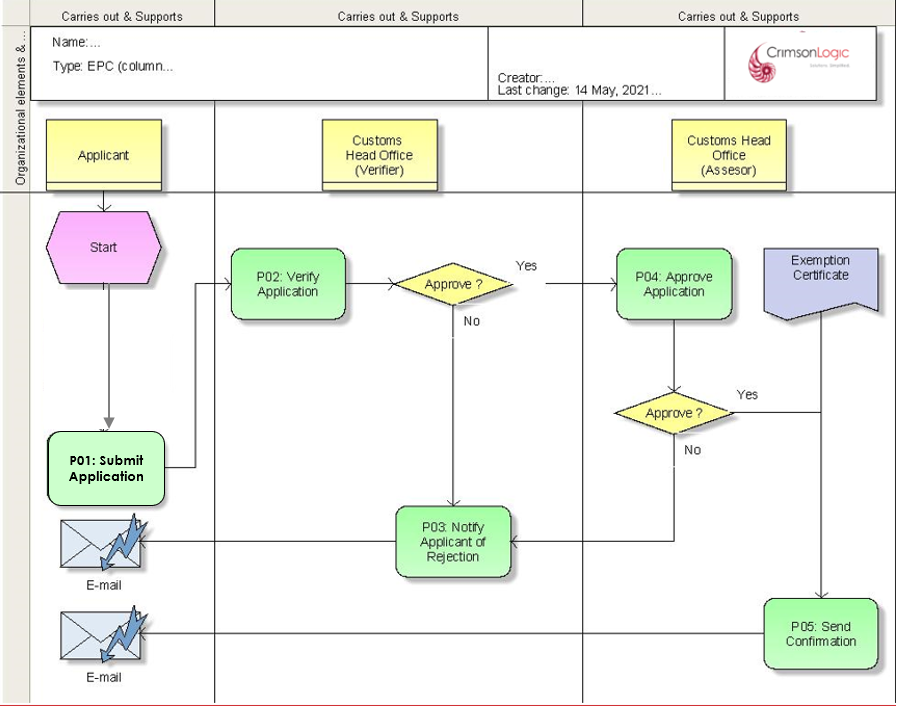 Carries out & Supports
Carries out & Supports
Carries out & Supports
Organizational elements & ...
Name:...
Type: EPC (column...
Creator:...
Last change: 14 May, 2021...
CrimsonLogic
Applicant
Customs
Head Office
(Verifier)
Customs Head
Office
(Assesor)
Start
P02: Verify
Application
Approve ?
Yes
No
P04: Approve
Application
Exemption
Certificate
Approve ?
Yes
No
P01: Submit
Application
P03: Notify
Applicant of
Rejection
E-mail
P05: Send
Confirmation
E-mail